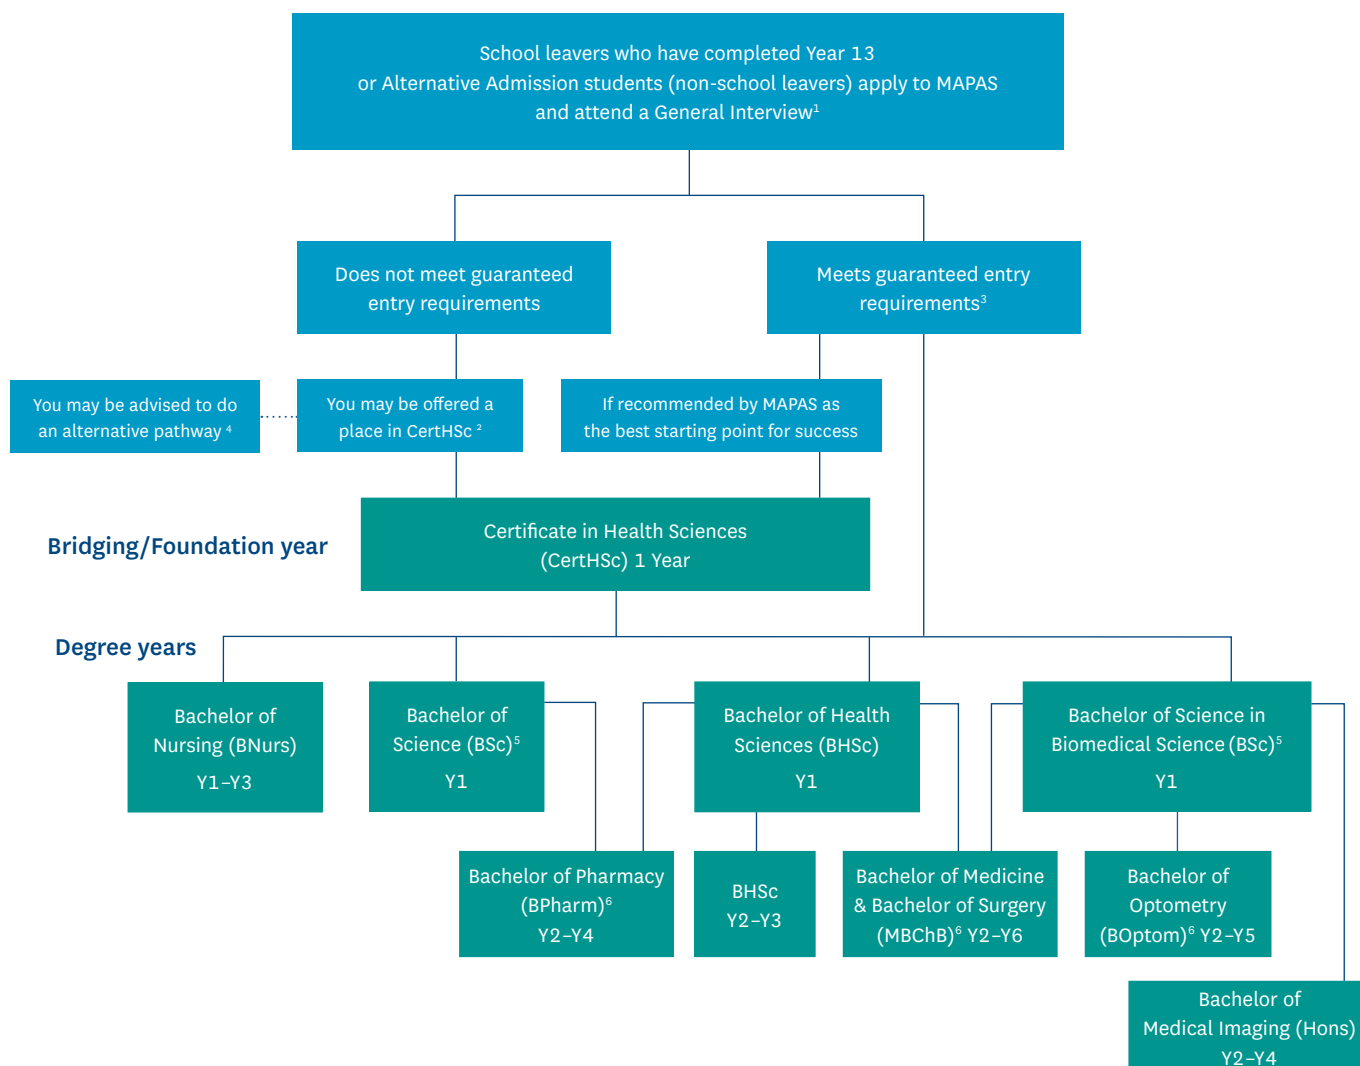 School leavers who have completed Year 13
or Alternative Admission students (non-school leavers) apply to MAPAS
and attend a General Interview¹
Does not meet guaranteed
entry requirements
Meets guaranteed entry
requirements³
You may be advised to do
an alternative pathway ⁴
You may be offered a
place in CertHSc ²
If recommended by MAPAS as
the best starting point for success
Bridging/Foundation year
Certificate in Health Sciences
(CertHSc) 1 Year
Degree years
Bachelor of
Nursing (BNurs)
Y1–Y3
Bachelor of
Science (BSc)⁵
Y1
Bachelor of Health
Sciences (BHSc)
Y1
Bachelor of Science in
Biomedical Science (BSc)⁵
Y1
Bachelor of Pharmacy
(BPharm)⁶
Y2–Y4
BHSc
Y2–Y3
Bachelor of Medicine
& Bachelor of Surgery
(MBChB)⁶ Y2–Y6
Bachelor of
Optometry
(BOptom)⁶ Y2–Y5
Bachelor of
Medical Imaging (Hons)
Y2–Y4